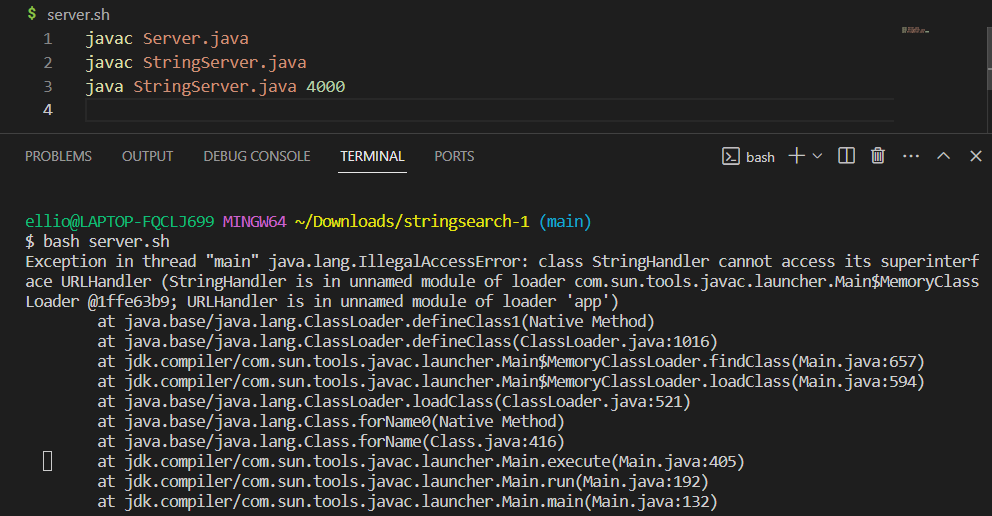 $ server.sh
1 javac Server.java
2 javac StringServer.java
3 java StringServer.java 4000
4
PROBLEMS OUTPUT DEBUG CONSOLE TERMINAL PORTS bash
ellio@LAPTOP-FQCLJ699 MINGW64 ~/Downloads/stringsearch-1 (main)
$ bash server.sh
Exception in thread "main" java.lang.IllegalAccessError: class StringHandler cannot access its superinterf
ace URLHandler (StringHandler is in unnamed module of loader com.sun.tools.javac.launcher.Main$MemoryClass
Loader @1ffe63b9; URLHandler is in unnamed module of loader 'app')
at java.base/java.lang.ClassLoader.defineClass1(Native Method)
at java.base/java.lang.ClassLoader.defineClass(ClassLoader.java:1016)
at jdk.compiler/com.sun.tools.javac.launcher.Main$MemoryClassLoader.findClass(Main.java:657)
at jdk.compiler/com.sun.tools.javac.launcher.Main$MemoryClassLoader.loadClass(Main.java:594)
at java.base/java.lang.ClassLoader.loadClass(ClassLoader.java:521)
at java.base/java.lang.Class.forName0(Native Method)
at java.base/java.lang.Class.forName(Class.java:416)
at jdk.compiler/com.sun.tools.javac.launcher.Main.execute(Main.java:405)
at jdk.compiler/com.sun.tools.javac.launcher.Main.run(Main.java:192)
at jdk.compiler/com.sun.tools.javac.launcher.Main.main(Main.java:132)